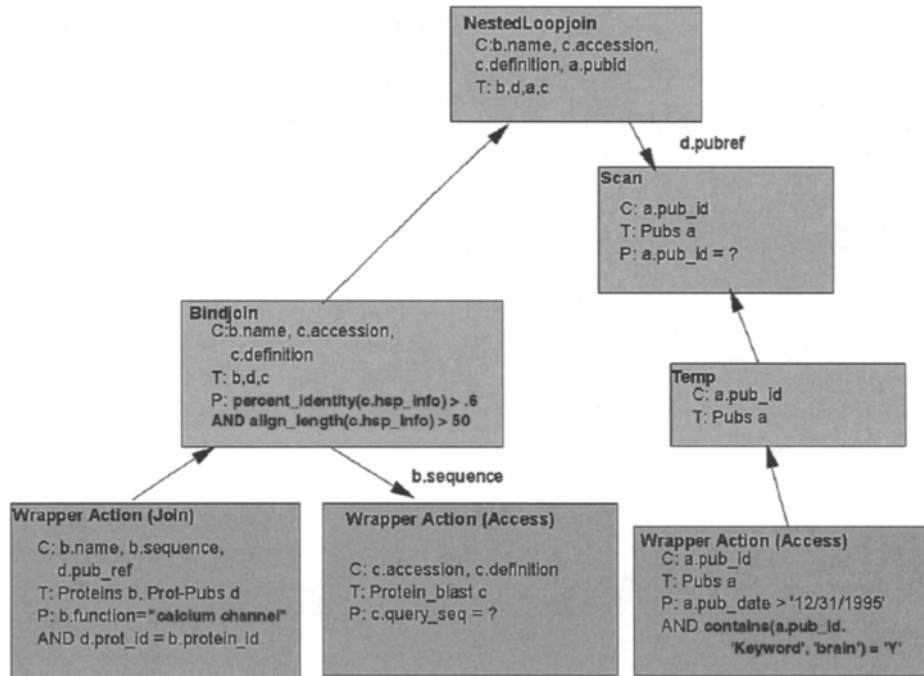 NestedLoopjoin
C:b.name, c.accession,
c.definition, a.pubid
T: b,d,a,c
d.pubref
Scan
C: a.pub_id
T: Pubs a
P: a.pub_id = ?
Bindjoin
C:b.name, c.accession,
c.definition
T: b,d,c
P: percent_identity(c.hsp_info) > .6
AND align_length(c.hsp_info) > 50
Temp
C: a.pub_id
T: Pubs a
b.sequence
Wrapper Action (Join)
C: b.name, b.sequence,
d.pub_ref
T: Proteins b, Prot-Pubs d
P: b.function="calcium channel"
AND d.prot_id = b.protein_id
Wrapper Action (Access)
C: c.accession, c.definition
T: Protein_blast c
P: c.query_seq = ?
Wrapper Action (Access)
C: a.pub_id
T: Pubs a
P: a.pub_date > '12/31/1995'
AND contains(a.pub_id.
'Keyword', 'brain') = 'Y'